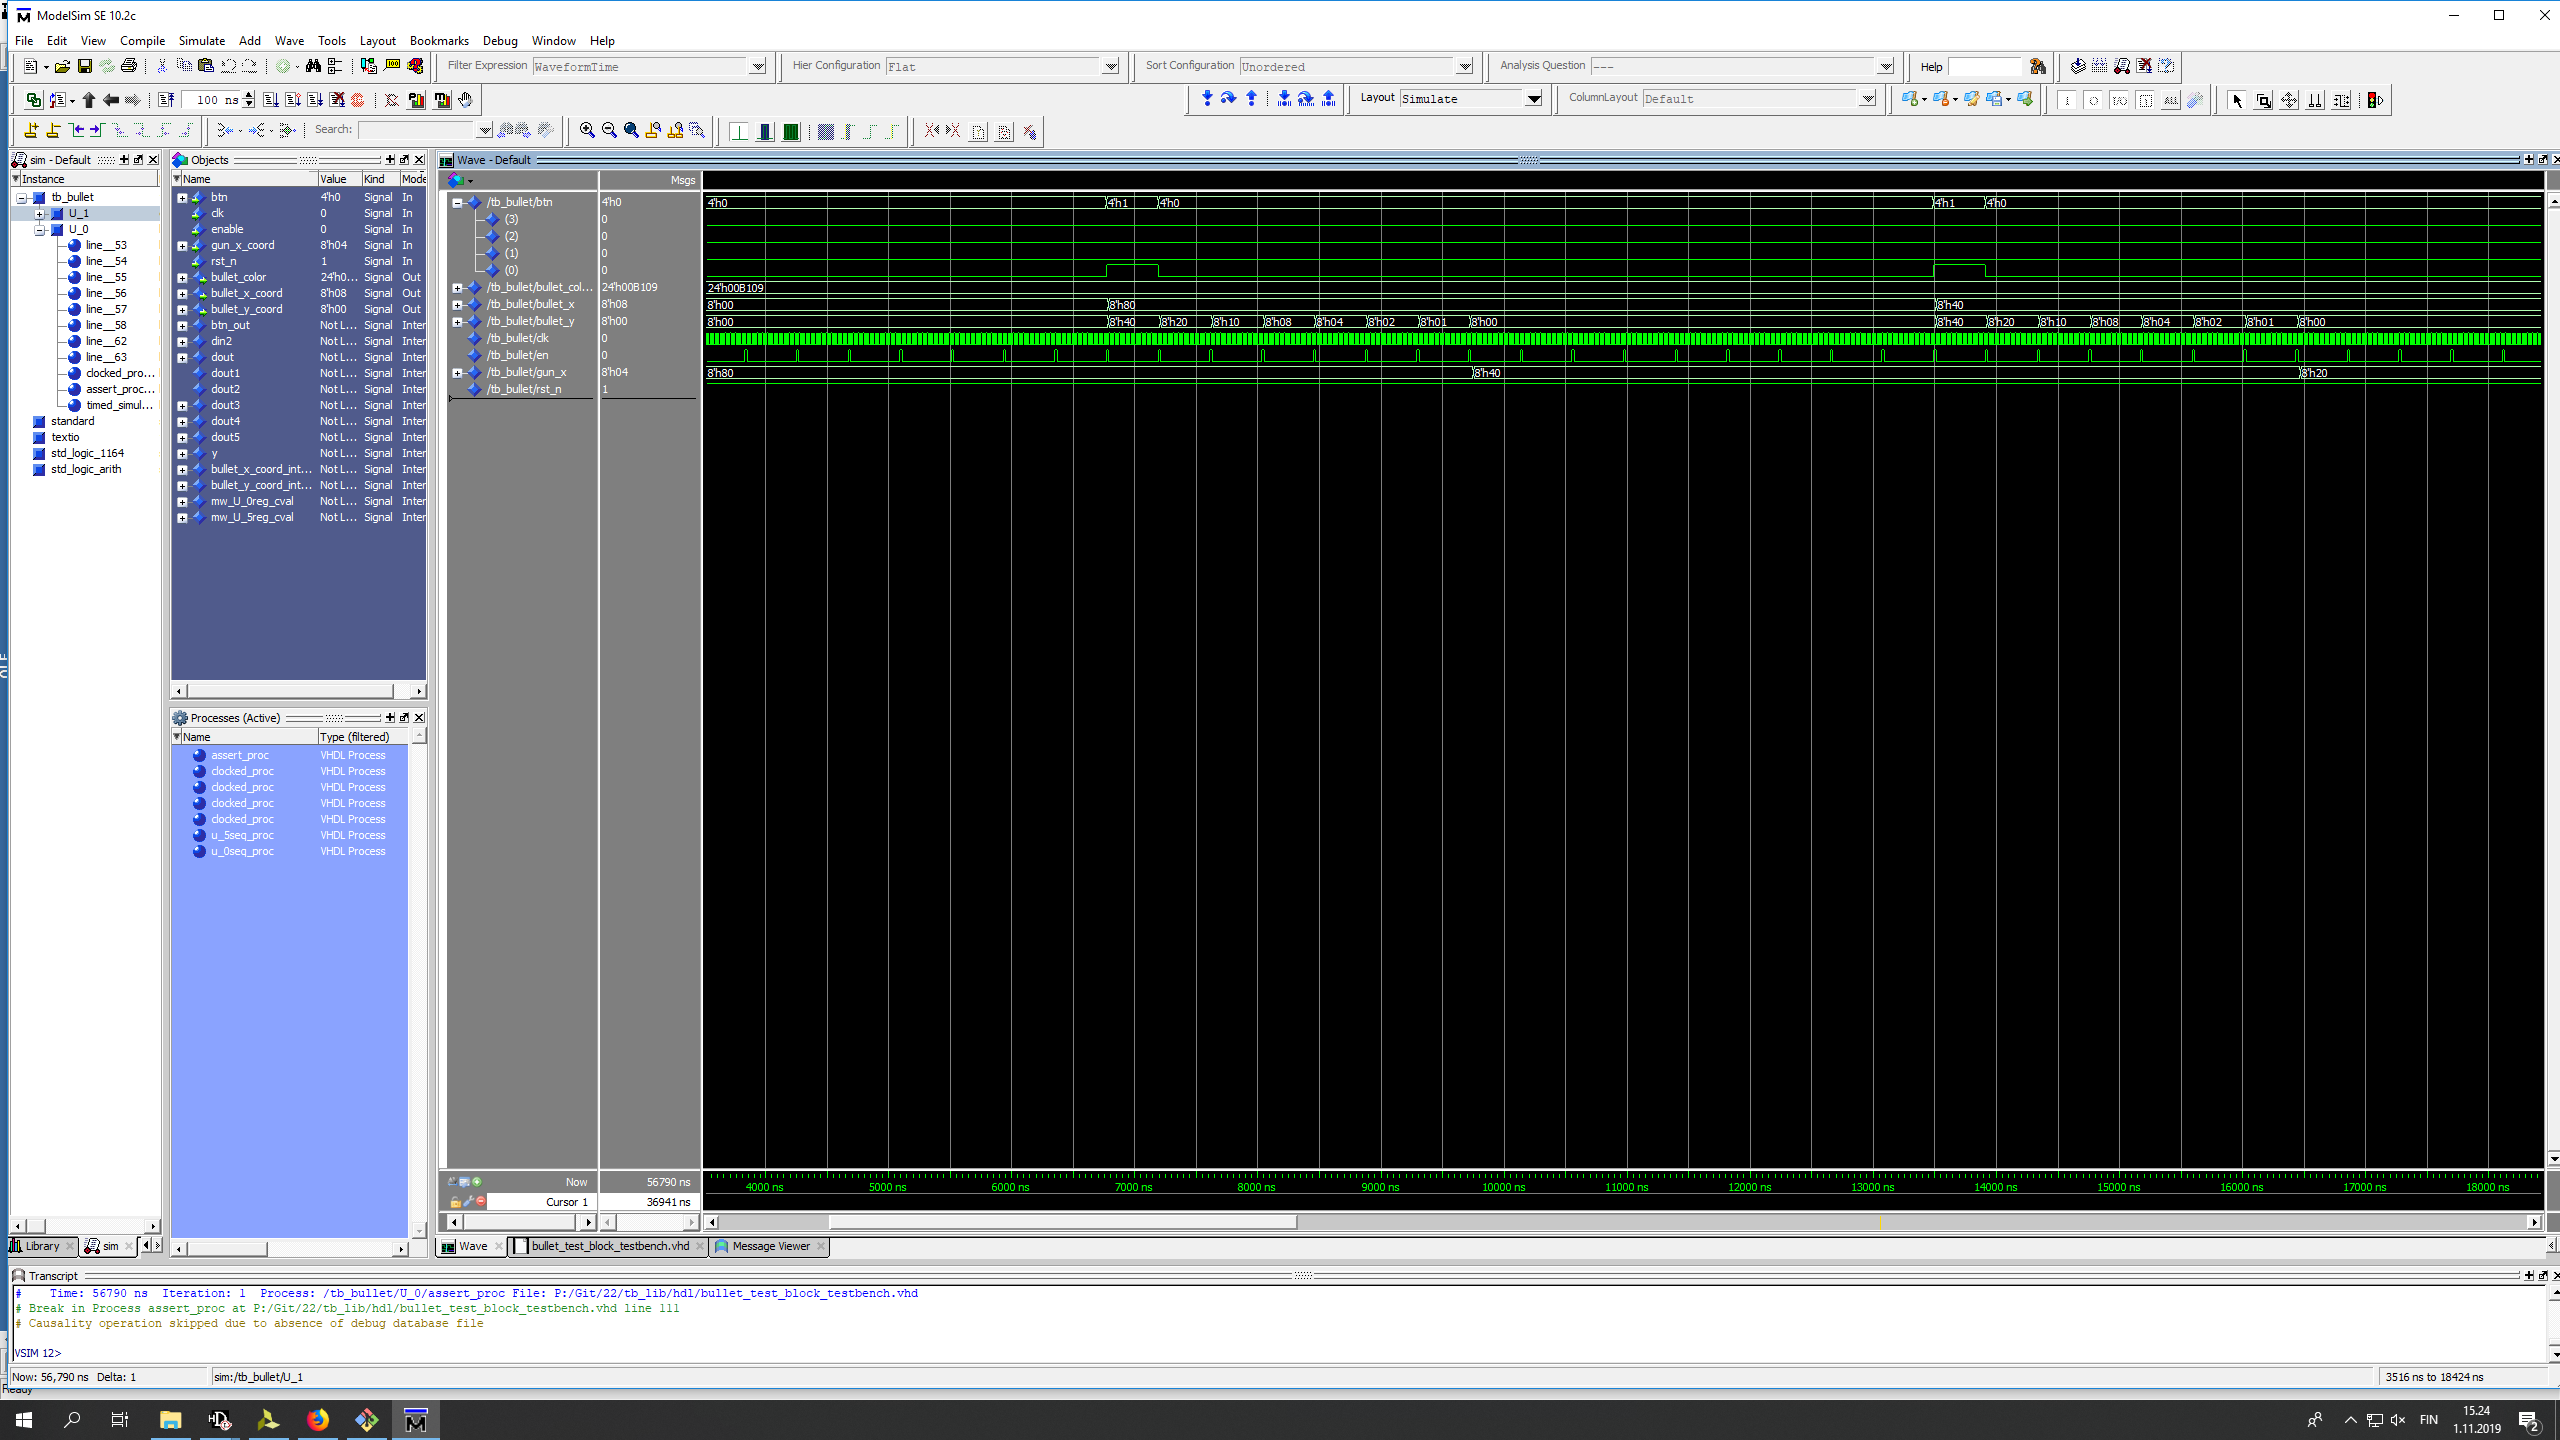 ModelSim SE 10.2c
File Edit View Compile Simulate Add Wave Tools Layout Bookmarks Debug Window Help
Filter Expression WaveformTime Hier Configuration Flat Sort Configuration Unordered Analysis Question --- Help
100 ns Layout Simulate ColumnLayout Default
Search:
sim - Default
Instance
tb_bullet
U_1
U_0
line__53
line__54
line__55
line__56
line__57
line__58
line__62
line__63
clocked_pro...
assert_proc...
timed_simul...
standard
textio
std_logic_1164
std_logic_arith
Library sim
Objects
Name Value Kind Mode
btn 4'h0 Signal In
clk 0 Signal In
enable 0 Signal In
gun_x_coord 8'h04 Signal In
rst_n 1 Signal In
bullet_color 24'h0... Signal Out
bullet_x_coord 8'h08 Signal Out
bullet_y_coord 8'h00 Signal Out
btn_out Not L... Signal Inter
din2 Not L... Signal Inter
dout Not L... Signal Inter
dout1 Not L... Signal Inter
dout2 Not L... Signal Inter
dout3 Not L... Signal Inter
dout4 Not L... Signal Inter
dout5 Not L... Signal Inter
y Not L... Signal Inter
bullet_x_coord_int... Not L... Signal Inter
bullet_y_coord_int... Not L... Signal Inter
mw_U_0reg_cval Not L... Signal Inter
mw_U_5reg_cval Not L... Signal Inter
Processes (Active)
Name Type (filtered)
assert_proc VHDL Process
clocked_proc VHDL Process
clocked_proc VHDL Process
clocked_proc VHDL Process
clocked_proc VHDL Process
u_5seq_proc VHDL Process
u_0seq_proc VHDL Process
Wave - Default
Msgs
/tb_bullet/btn 4'h0 4'h0 4'h1 4'h0 4'h1 4'h0
(3) 0
(2) 0
(1) 0
(0) 0
/tb_bullet/bullet_col... 24'h00B109 24'h00B109
/tb_bullet/bullet_x 8'h08 8'h00 8'h80 8'h40
/tb_bullet/bullet_y 8'h00 8'h00 8'h40 8'h20 8'h10 8'h08 8'h04 8'h02 8'h01 8'h00 8'h40 8'h20 8'h10 8'h08 8'h04 8'h02 8'h01 8'h00
/tb_bullet/clk 0
/tb_bullet/en 0
/tb_bullet/gun_x 8'h04 8'h80 8'h40 8'h20
/tb_bullet/rst_n 1
Now 56790 ns 4000 ns 5000 ns 6000 ns 7000 ns 8000 ns 9000 ns 10000 ns 11000 ns 12000 ns 13000 ns 14000 ns 15000 ns 16000 ns 17000 ns 18000 ns
Cursor 1 36941 ns
Wave bullet_test_block_testbench.vhd Message Viewer
Transcript
# Time: 56790 ns Iteration: 1 Process: /tb_bullet/U_0/assert_proc File: P:/Git/22/tb_lib/hdl/bullet_test_block_testbench.vhd
# Break in Process assert_proc at P:/Git/22/tb_lib/hdl/bullet_test_block_testbench.vhd line 111
# Causality operation skipped due to absence of debug database file
VSIM 12>
Now: 56,790 ns Delta: 1 sim:/tb_bullet/U_1 3516 ns to 18424 ns
Ready
FIN
15.24
1.11.2019
2